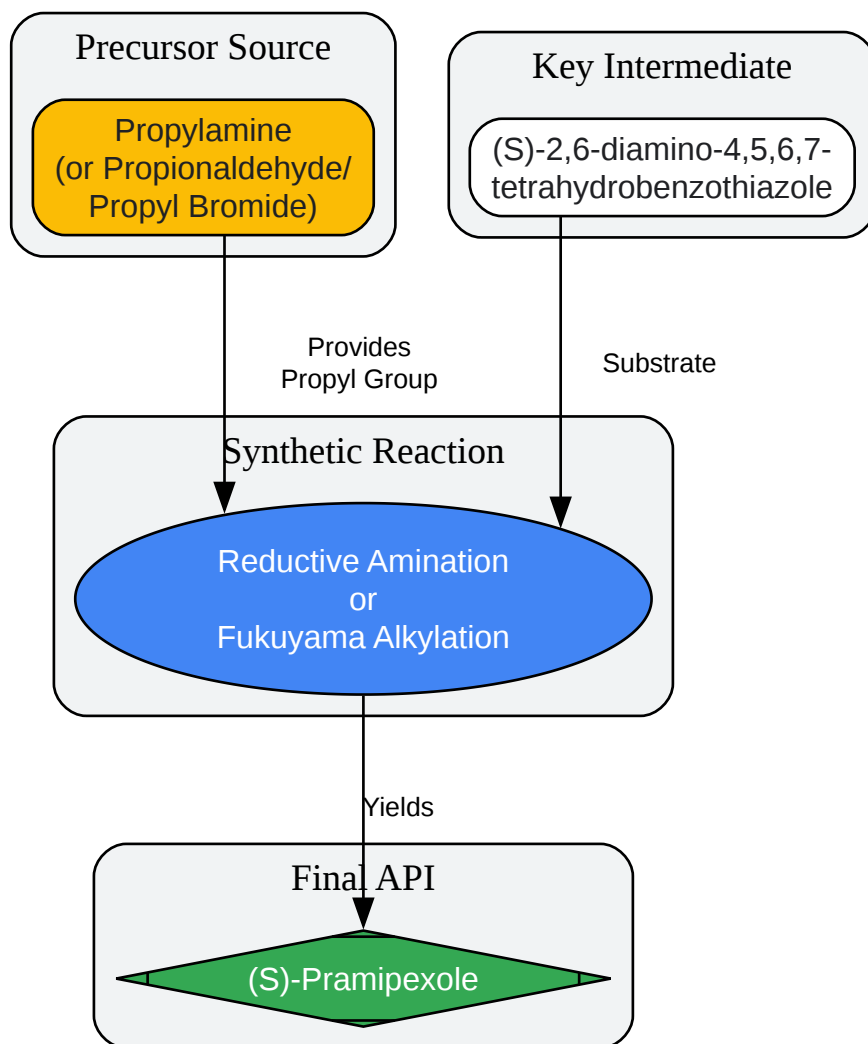 Precursor Source
Propylamine
(or Propionaldehyde/
Propyl Bromide)
Key Intermediate
(S)-2,6-diamino-4,5,6,7-
tetrahydrobenzothiazole
Provides
Propyl Group
Substrate
Synthetic Reaction
Reductive Amination
or
Fukuyama Alkylation
Yields
Final API
(S)-Pramipexole